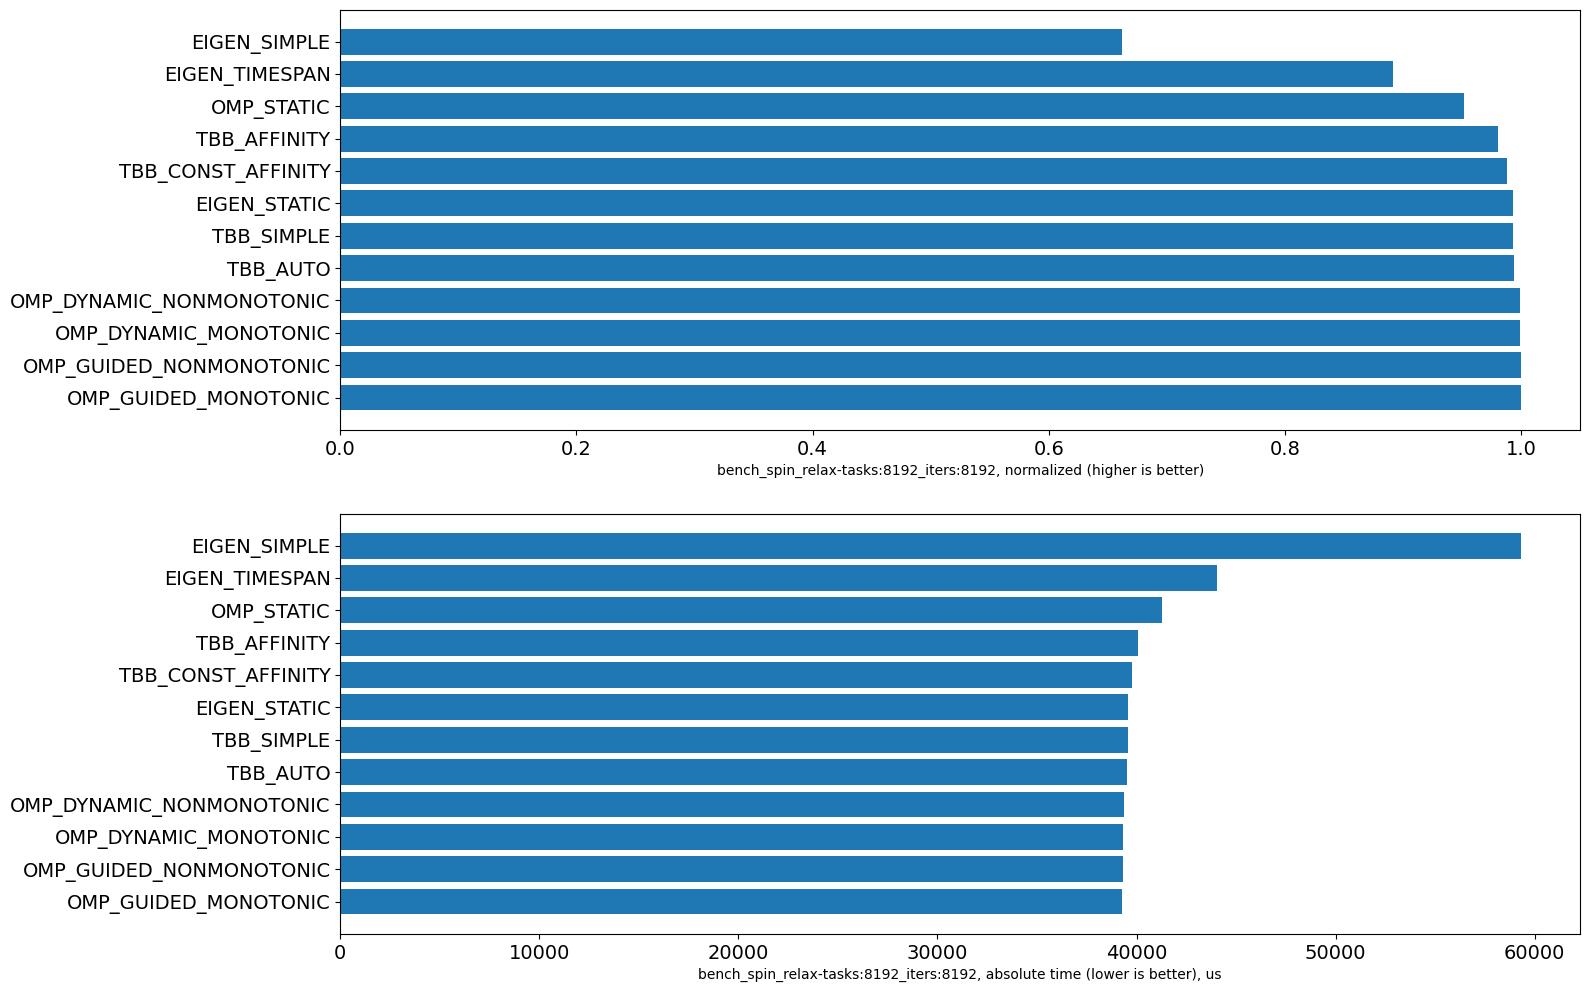 EIGEN_SIMPLE
EIGEN_TIMESPAN
OMP_STATIC
TBB_AFFINITY
TBB_CONST_AFFINITY
EIGEN_STATIC
TBB_SIMPLE
TBB_AUTO
OMP_DYNAMIC_NONMONOTONIC
OMP_DYNAMIC_MONOTONIC
OMP_GUIDED_NONMONOTONIC
OMP_GUIDED_MONOTONIC
0.0 0.2 0.4 0.6 0.8 1.0
bench_spin_relax-tasks:8192_iters:8192, normalized (higher is better)
EIGEN_SIMPLE
EIGEN_TIMESPAN
OMP_STATIC
TBB_AFFINITY
TBB_CONST_AFFINITY
EIGEN_STATIC
TBB_SIMPLE
TBB_AUTO
OMP_DYNAMIC_NONMONOTONIC
OMP_DYNAMIC_MONOTONIC
OMP_GUIDED_NONMONOTONIC
OMP_GUIDED_MONOTONIC
0 10000 20000 30000 40000 50000 60000
bench_spin_relax-tasks:8192_iters:8192, absolute time (lower is better), us